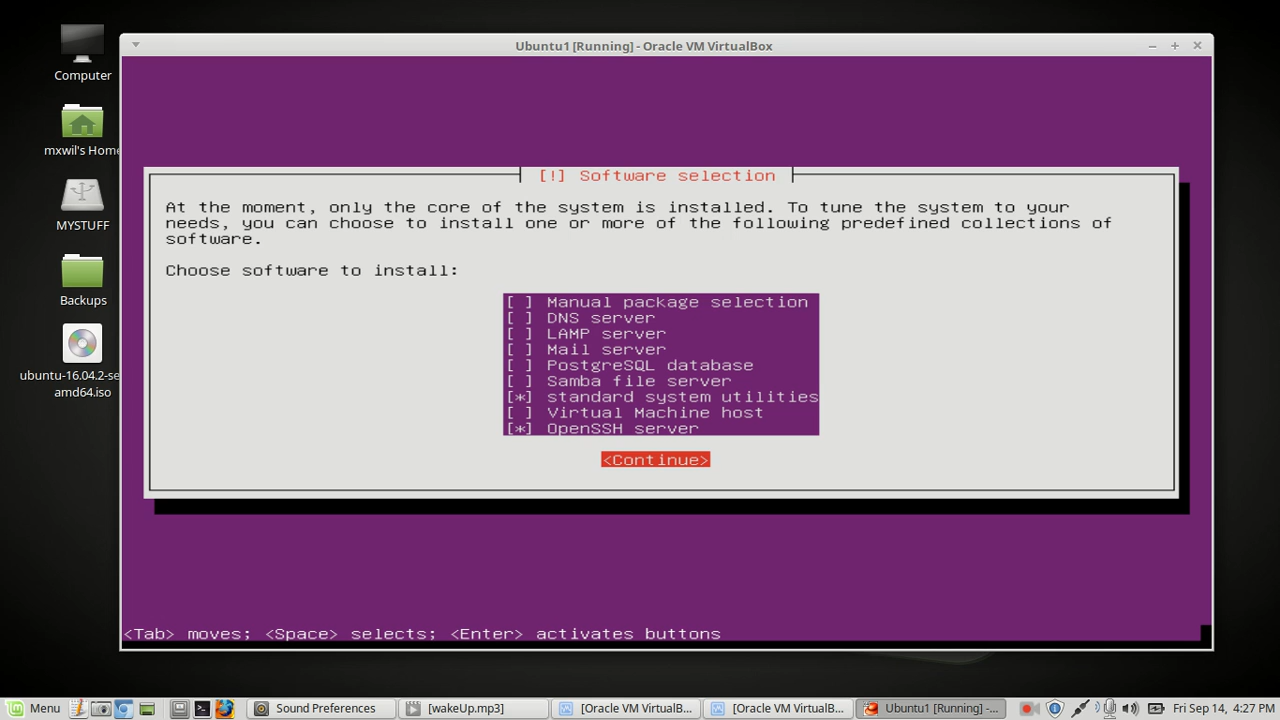 Ubuntu1 [Running] - Oracle VM VirtualBox
Computer
mxwil's Home
MYSTUFF
Backups
ubuntu-16.04.2-se
amd64.iso
[!] Software selection
At the moment, only the core of the system is installed. To tune the system to your
needs, you can choose to install one or more of the following predefined collections of
software.
Choose software to install:
[ ] Manual package selection
[ ] DNS server
[ ] LAMP server
[ ] Mail server
[ ] PostgreSQL database
[ ] Samba file server
[*] standard system utilities
[ ] Virtual Machine host
[*] OpenSSH server
<Continue>
<Tab> moves; <Space> selects; <Enter> activates buttons
Menu
Sound Preferences
[wakeUp.mp3]
[Oracle VM VirtualB...
[Oracle VM VirtualB...
Ubuntu1 [Running] -...
Fri Sep 14, 4:27 PM